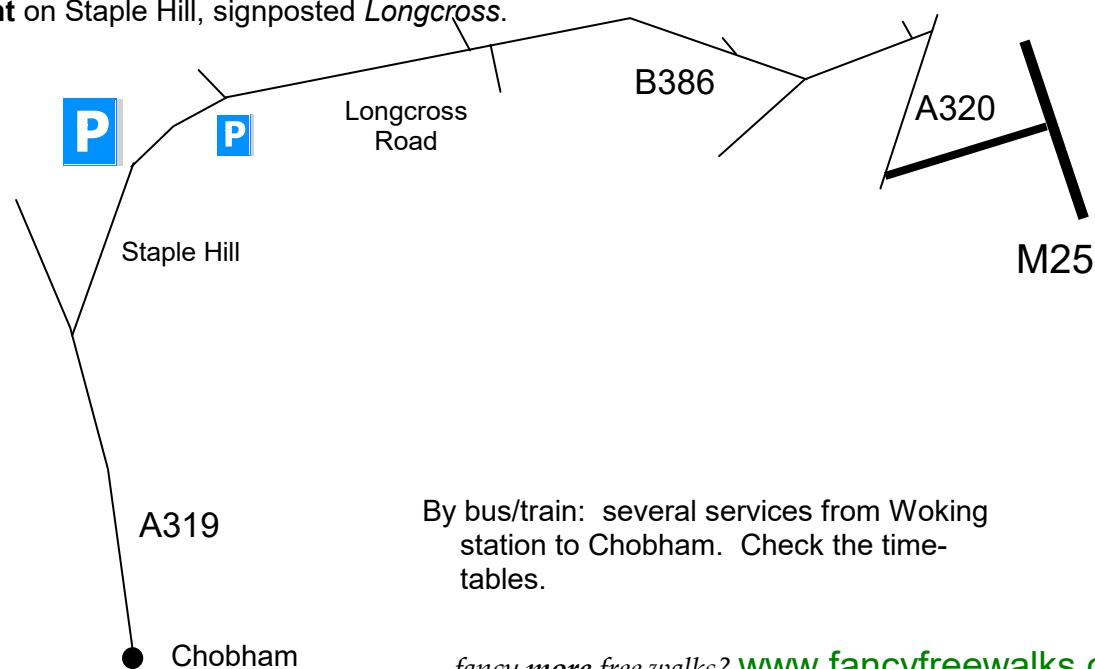 nt on Staple Hill, signposted Longcross.
B386
A320
P
P
Longcross
Road
Staple Hill
M25
A319
By bus/train: several services from Woking
station to Chobham. Check the time-
tables.
Chobham
fancy more free walks? www.fancyfreewalks.o